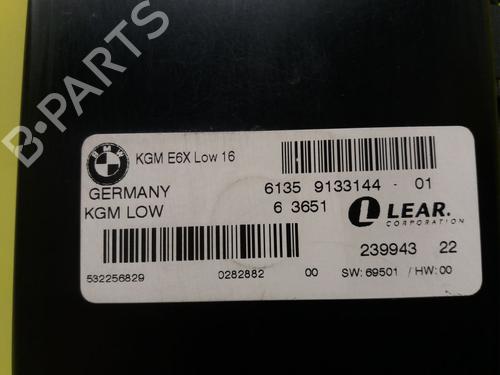 B-PARTS
BMW
KGM E6X Low 16
GERMANY
6135 9133144 - 01
KGM LOW
6 3651
L LEAR.
CORPORATION
239943 22
532256829 0282882 00 SW: 69501 / HW: 00